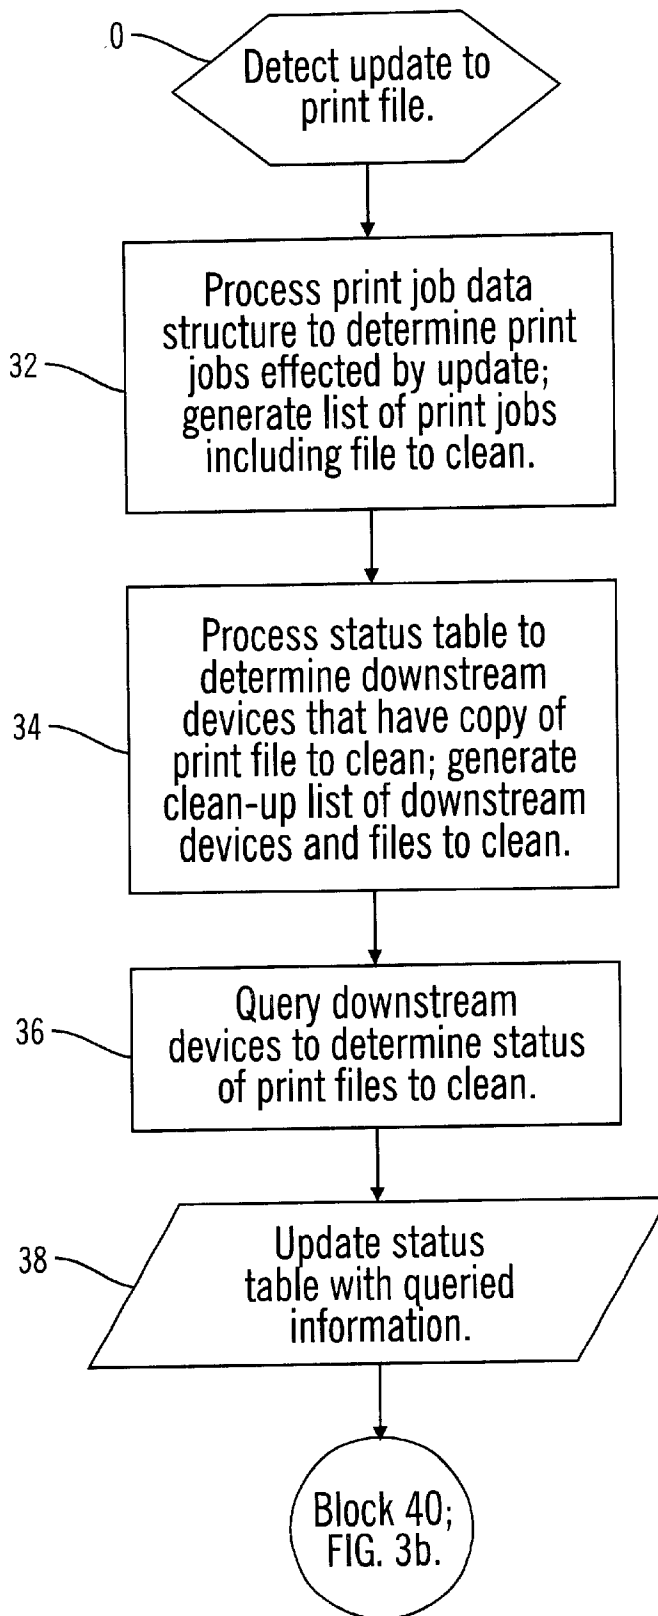 0
Detect update to
print file.
32
Process print job data
structure to determine print
jobs effected by update;
generate list of print jobs
including file to clean.
34
Process status table to
determine downstream
devices that have copy of
print file to clean; generate
clean-up list of downstream
devices and files to clean.
36
Query downstream
devices to determine status
of print files to clean.
38
Update status
table with queried
information.
Block 40;
FIG. 3b.